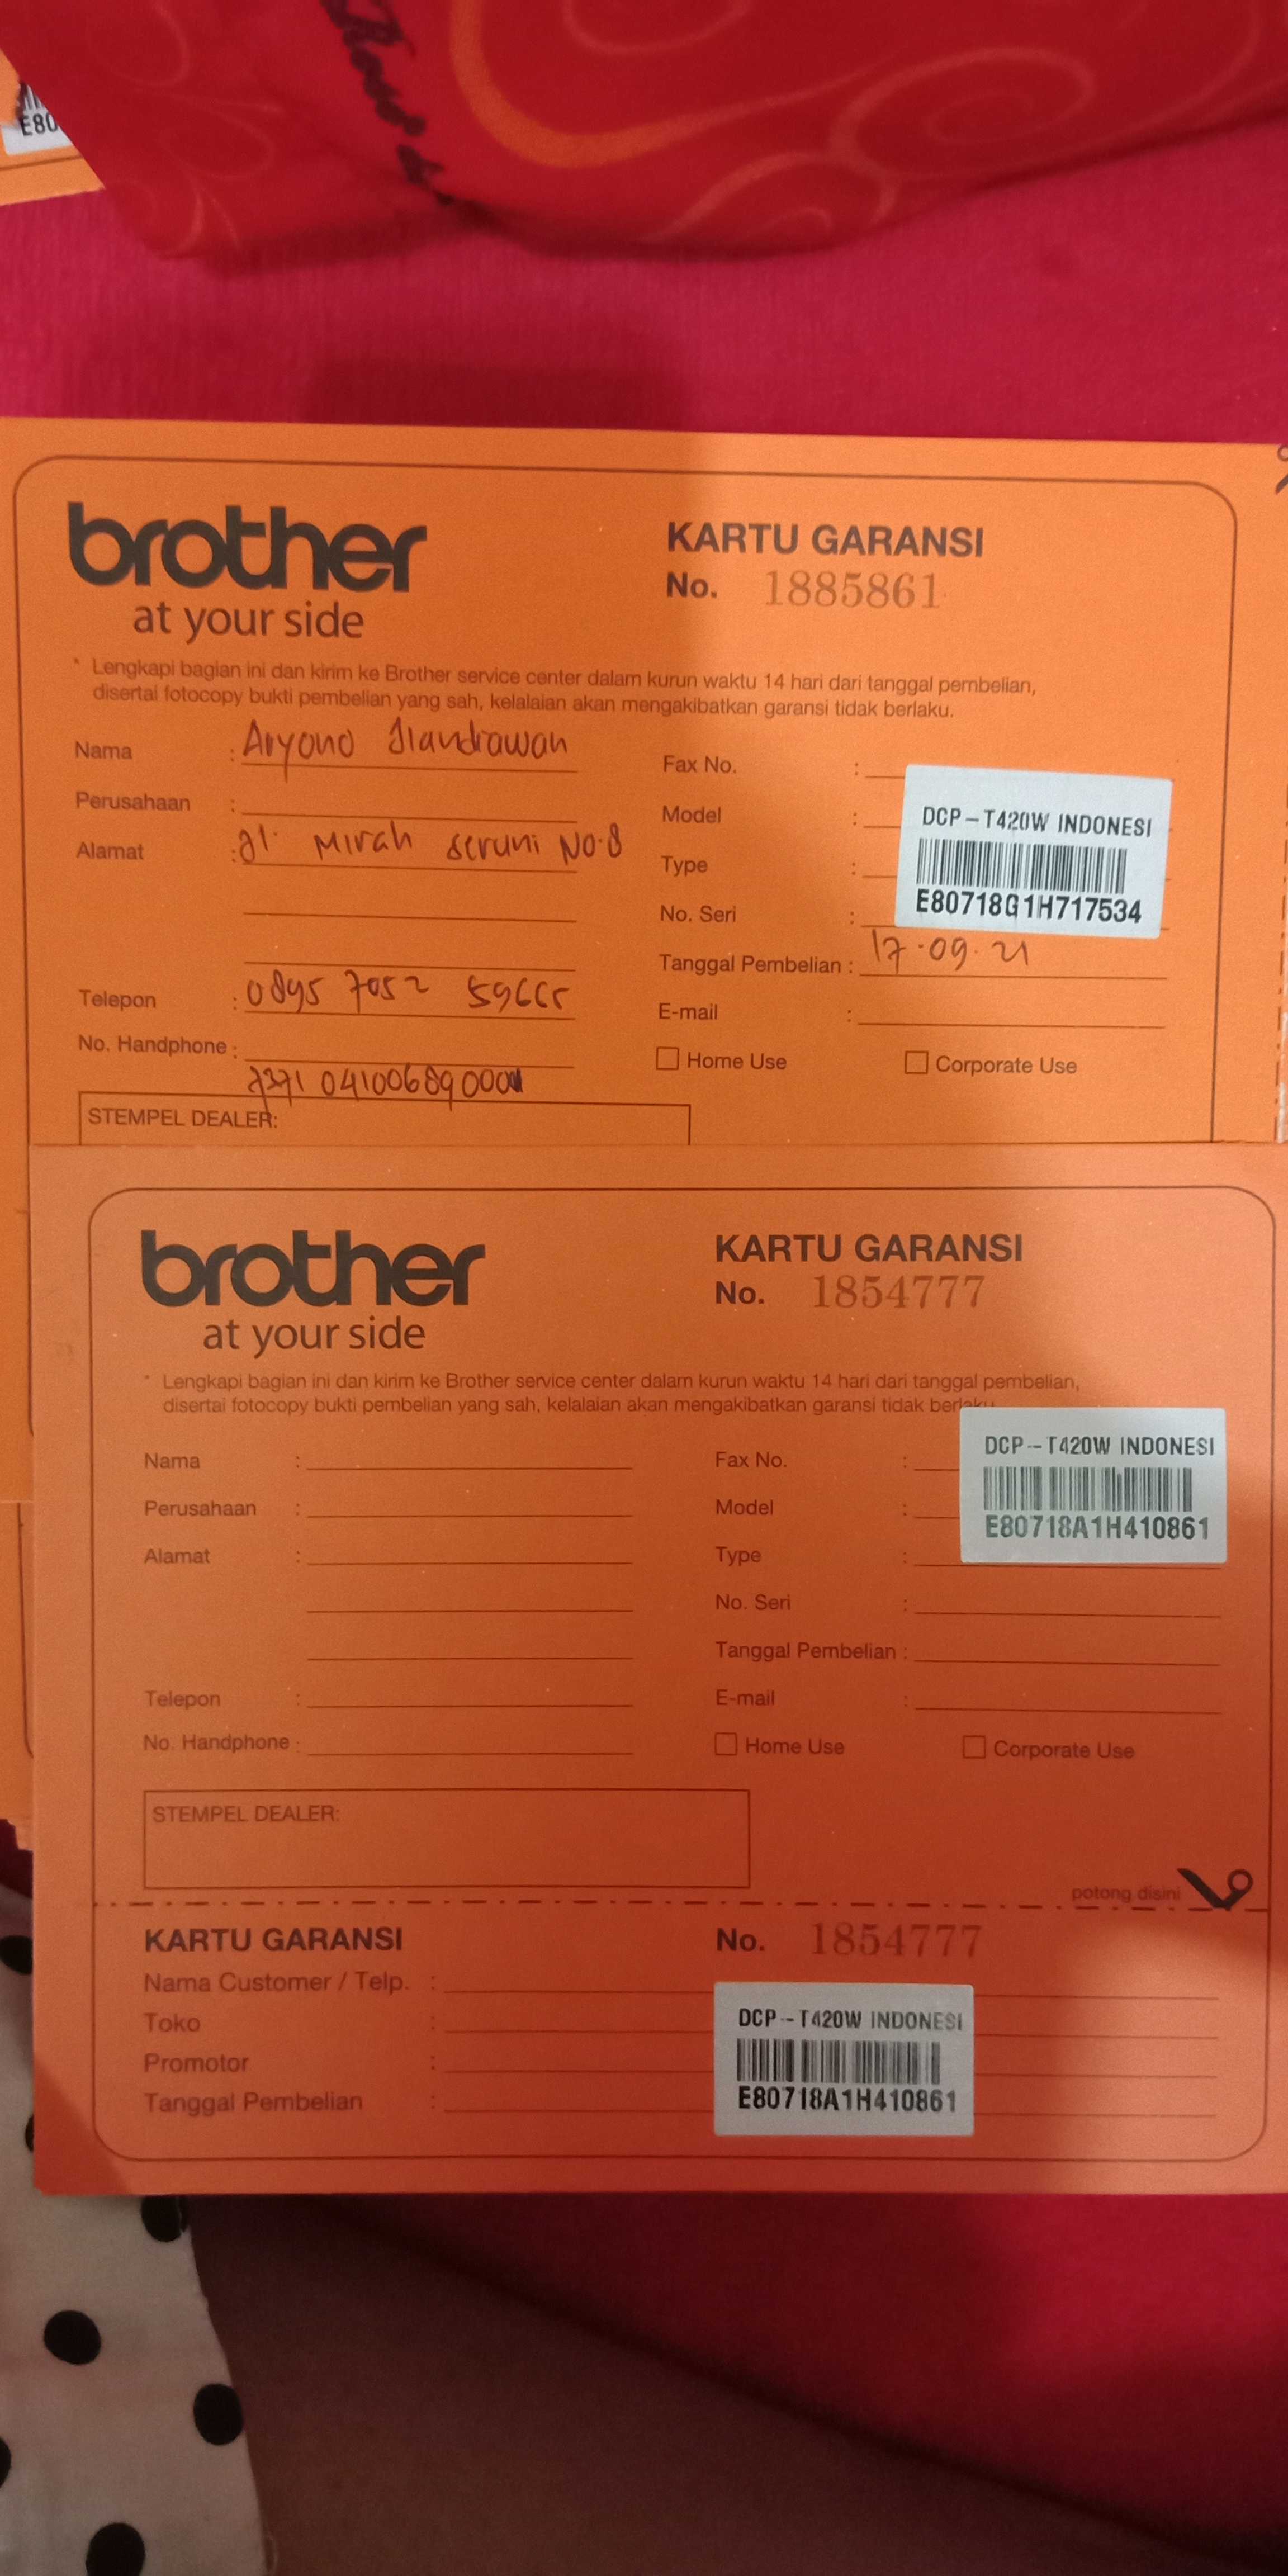 E80
brother
at your side
KARTU GARANSI
No. 1885861
* Lengkapi bagian ini dan kirim ke Brother service center dalam kurun waktu 14 hari dari tanggal pembelian,
disertai fotocopy bukti pembelian yang sah, kelalaian akan mengakibatkan garansi tidak berlaku.
Nama : Aryono
Perusahaan :
Alamat : Jl. Mirah Seruni No.8
Telepon : 0895 7052 59665
No. Handphone :
7371 041006890001
Fax No. :
Model :
Type :
No. Seri :
DCP-T420W INDONESI
E80718G1H717534
Tanggal Pembelian : 17.09.21
E-mail :
Home Use Corporate Use
STEMPEL DEALER:
brother
at your side
KARTU GARANSI
No. 1854777
* Lengkapi bagian ini dan kirim ke Brother service center dalam kurun waktu 14 hari dari tanggal pembelian,
disertai fotocopy bukti pembelian yang sah, kelalaian akan mengakibatkan garansi tidak berlaku
Nama :
Perusahaan :
Alamat :
Telepon :
No. Handphone :
Fax No. :
Model :
Type :
DCP--T420W INDONESI
E80718A1H410861
No. Seri :
Tanggal Pembelian :
E-mail :
Home Use Corporate Use
STEMPEL DEALER:
potong disini
KARTU GARANSI No. 1854777
Nama Customer / Telp. :
Toko :
Promotor :
Tanggal Pembelian :
DCP--T420W INDONESI
E80718A1H410861